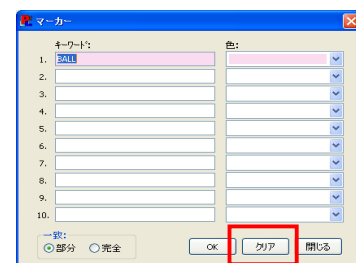 マーカー
キーワード: 色:
1. BALL
2.
3.
4.
5.
6.
7.
8.
9.
10.
一致:
部分 完全 OK クリア 閉じる